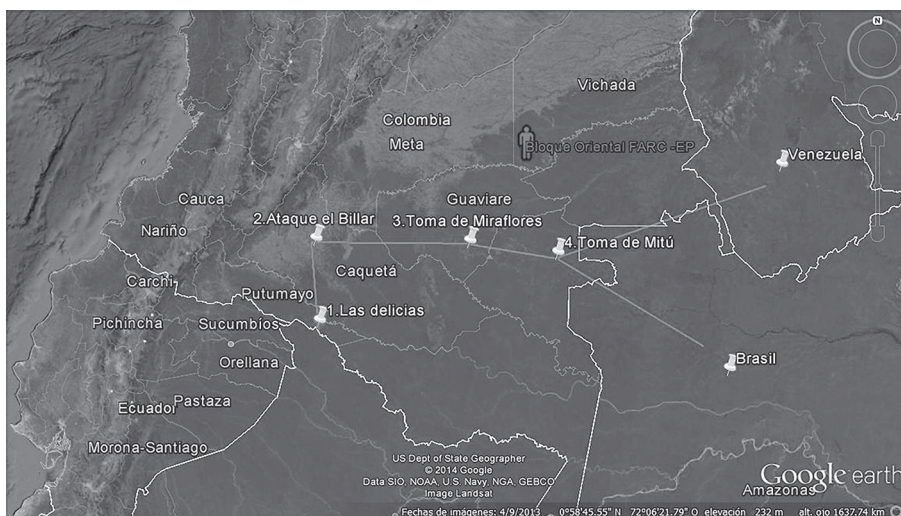 N
Vichada
Colombia
Meta
Bloque Oriental FARC -EP
Venezuela
Cauca
Guaviare
2.Ataque el Billar
3.Toma de Miraflores
Nariño
4.Toma de Mitú
Caquetá
Carchi
Putumayo
1.Las delicias
Pichincha
Sucumbios
Orellana
Brasil
Ecuador
Pastaza
Morona-Santiago
US Dept of State Geographer
© 2014 Google
Data SIO, NOAA, U.S. Navy, NGA, GEBCO
Image Landsat
Google earth
Amazonas
Fechas de imágenes: 4/9/2013 0°58'45.55" N 72°06'21.79" O elevación 232 m alt. ojo 1637.74 km